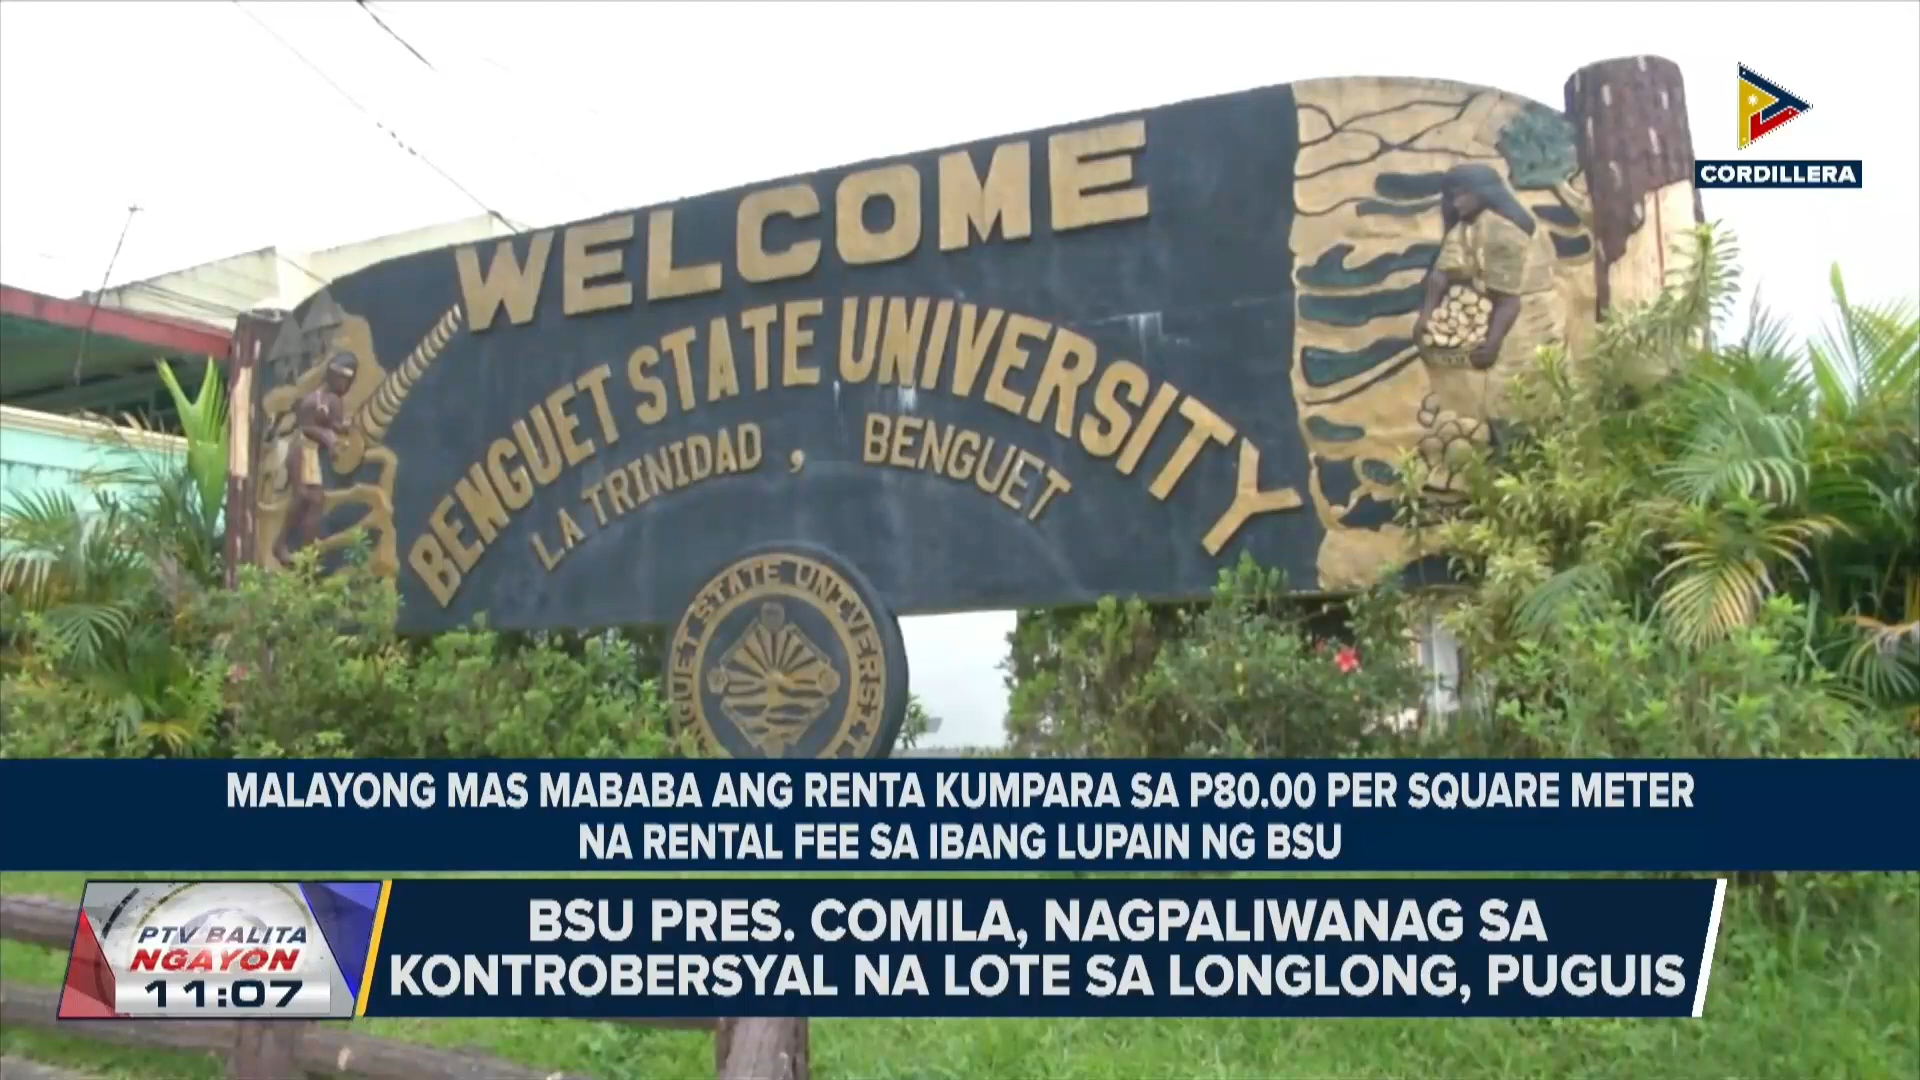 CORDILLERA
WELCOME
BENGUET STATE UNIVERSITY
LA TRINIDAD , BENGUET
STATE UNIVERSIT
MALAYONG MAS MABABA ANG RENTA KUMPARA SA P80.00 PER SQUARE METER
NA RENTAL FEE SA IBANG LUPAIN NG BSU
PTV BALITA
NGAYON
11:07
BSU PRES. COMILA, NAGPALIWANAG SA
KONTROBERSYAL NA LOTE SA LONGLONG, PUGUIS